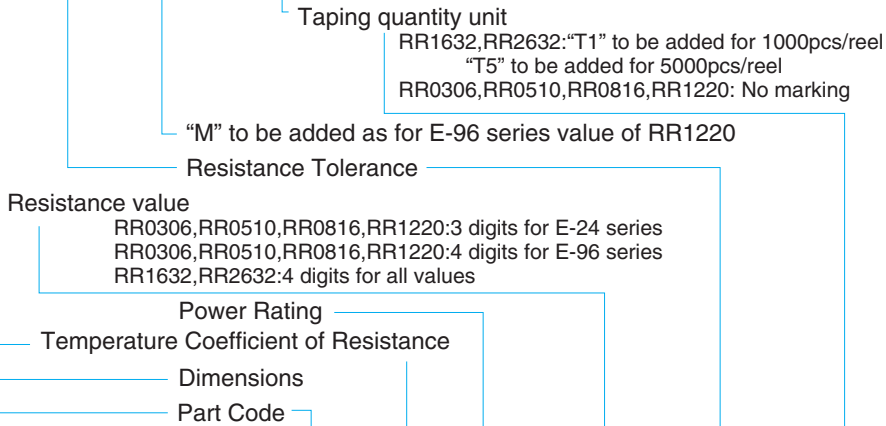 Taping quantity unit
RR1632,RR2632:“T1” to be added for 1000pcs/reel
“T5” to be added for 5000pcs/reel
RR0306,RR0510,RR0816,RR1220: No marking
“M” to be added as for E-96 series value of RR1220
Resistance Tolerance
Resistance value
RR0306,RR0510,RR0816,RR1220:3 digits for E-24 series
RR0306,RR0510,RR0816,RR1220:4 digits for E-96 series
RR1632,RR2632:4 digits for all values
Power Rating
Temperature Coefficient of Resistance
Dimensions
Part Code